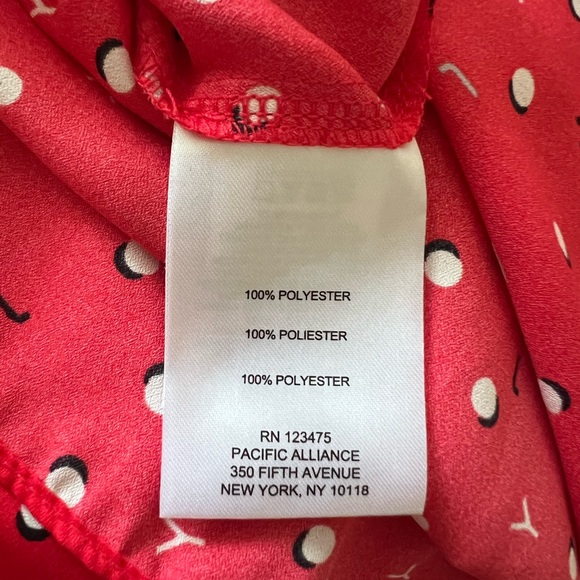 100% POLYESTER
100% POLIESTER
100% POLYESTER
RN 123475
PACIFIC ALLIANCE
350 FIFTH AVENUE
NEW YORK, NY 10118